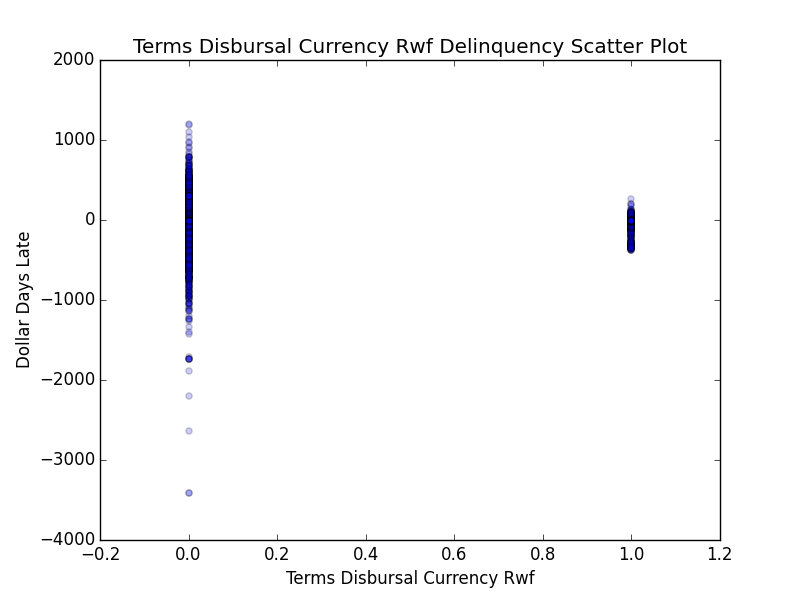 Terms Disbursal Currency Rwf Delinquency Scatter Plot
2000
1000
0
−1000
−2000
−3000
−4000
Dollar Days Late
−0.2 0.0 0.2 0.4 0.6 0.8 1.0 1.2
Terms Disbursal Currency Rwf